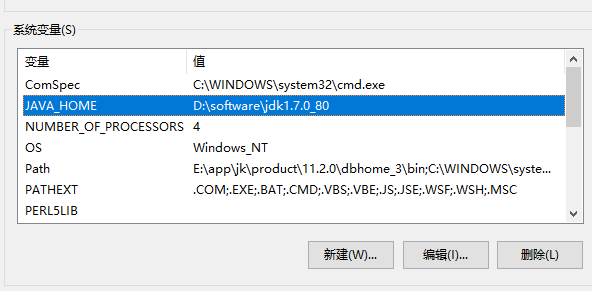 系统变量(S)
变量 值
ComSpec C:\WINDOWS\system32\cmd.exe
JAVA_HOME D:\software\jdk1.7.0_80
NUMBER_OF_PROCESSORS 4
OS Windows_NT
Path E:\app\jk\product\11.2.0\dbhome_3\bin;C:\WINDOWS\syste...
PATHEXT .COM;.EXE;.BAT;.CMD;.VBS;.VBE;.JS;.JSE;.WSF;.WSH;.MSC
PERL5LIB
新建(W)... 编辑(I)... 删除(L)